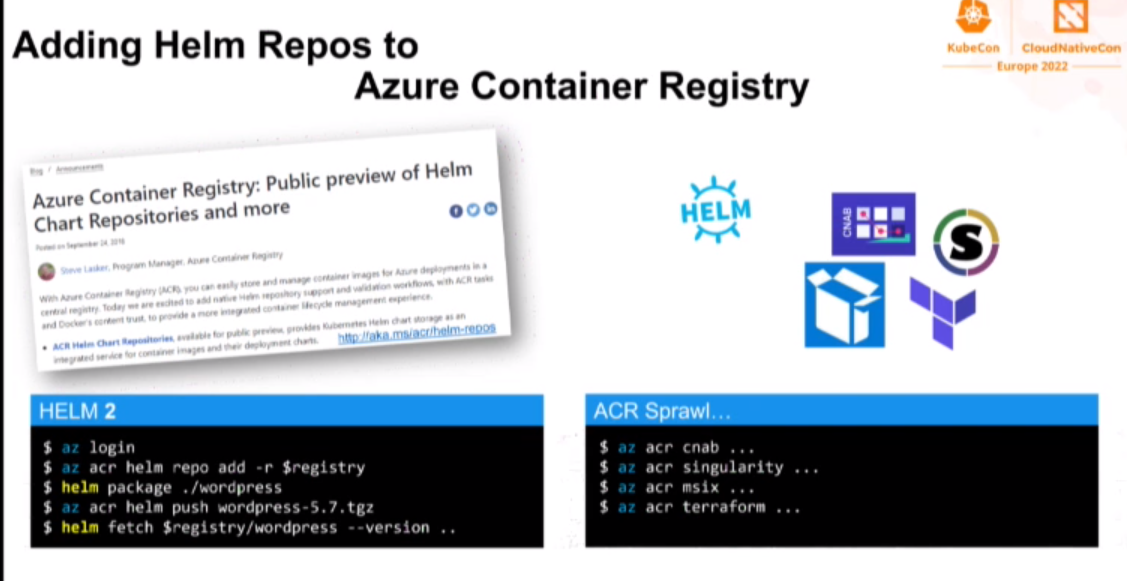 Adding Helm Repos to
Azure Container Registry
KubeCon
CloudNativeCon
Europe 2022
Blog / Announcements
Azure Container Registry: Public preview of Helm
Chart Repositories and more
Posted on September 24, 2018
Steve Lasker, Program Manager, Azure Container Registry
With Azure Container Registry (ACR), you can easily store and manage container images for Azure deployments in a
central registry. Today we are excited to add native Helm repository support and validation workflows, with ACR tasks
and Docker's content trust, to provide a more integrated container lifecycle management experience.
• ACR Helm Chart Repositories, available for public preview, provides Kubernetes Helm chart storage as an
integrated service for container images and their deployment charts.
http://aka.ms/acr/helm-repos
HELM
CNAB
S
HELM 2
$ az login
$ az acr helm repo add -r $registry
$ helm package ./wordpress
$ az acr helm push wordpress-5.7.tgz
$ helm fetch $registry/wordpress --version ..
ACR Sprawl...
$ az acr cnab ...
$ az acr singularity ...
$ az acr msix ...
$ az acr terraform ...